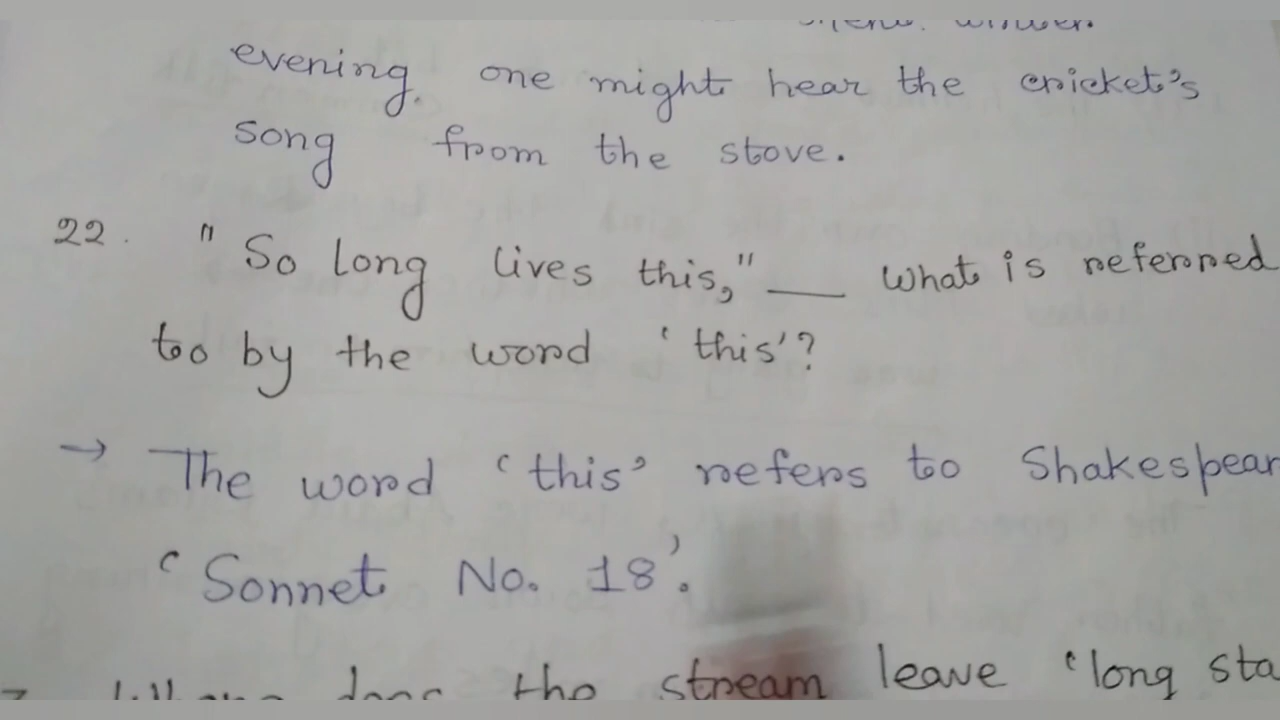 evening one might hear the cricket's
song from the stove.
22. "So long lives this," — What is referred
to by the word 'this'?
→ The word 'this' refers to Shakespear
'Sonnet No. 18'.
the stream leave 'long sta